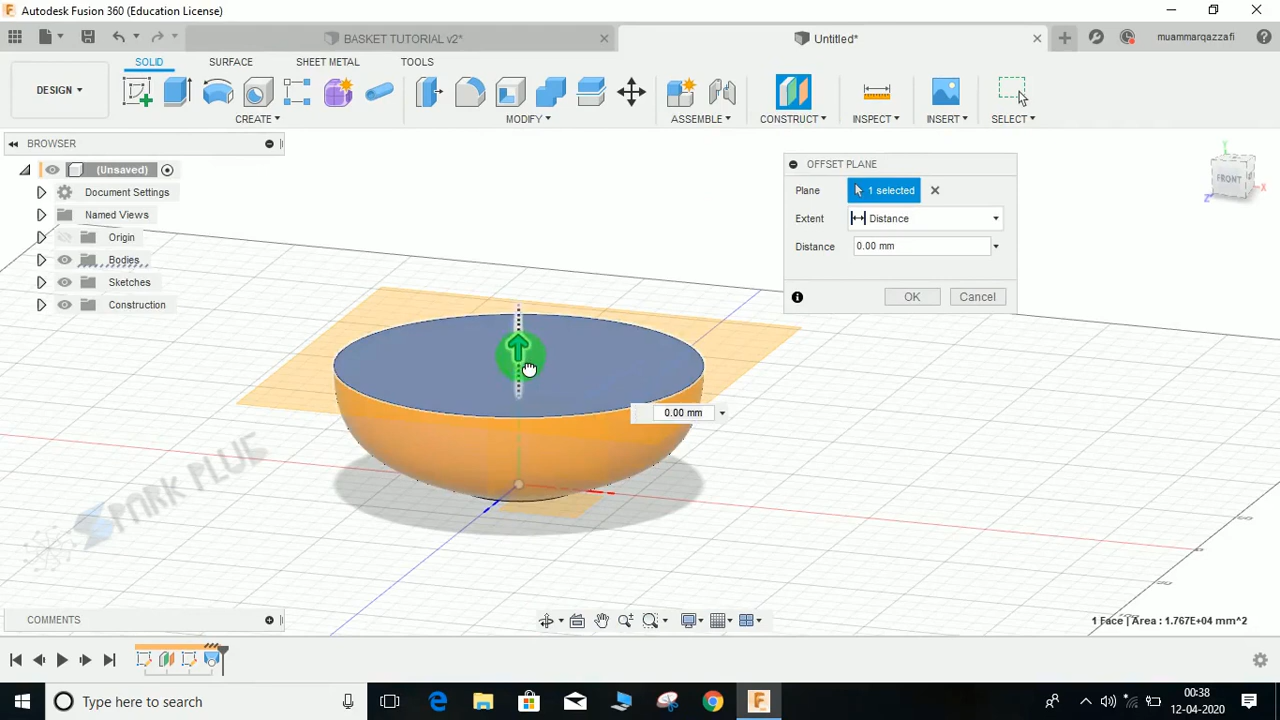 Autodesk Fusion 360 (Education License)
BASKET TUTORIAL v2*
Untitled*
muammarqazzafi
SOLID SURFACE SHEET METAL TOOLS
DESIGN
CREATE MODIFY ASSEMBLE CONSTRUCT INSPECT INSERT SELECT
BROWSER
(Unsaved)
Document Settings
Named Views
Origin
Bodies
Sketches
Construction
OFFSET PLANE
Plane 1 selected
Extent Distance
Distance 0.00 mm
OK Cancel
FRONT
Y
X
Z
0.00 mm
SPARK PLUG
COMMENTS
1 Face | Area : 1.767E+04 mm^2
Type here to search
00:38
12-04-2020